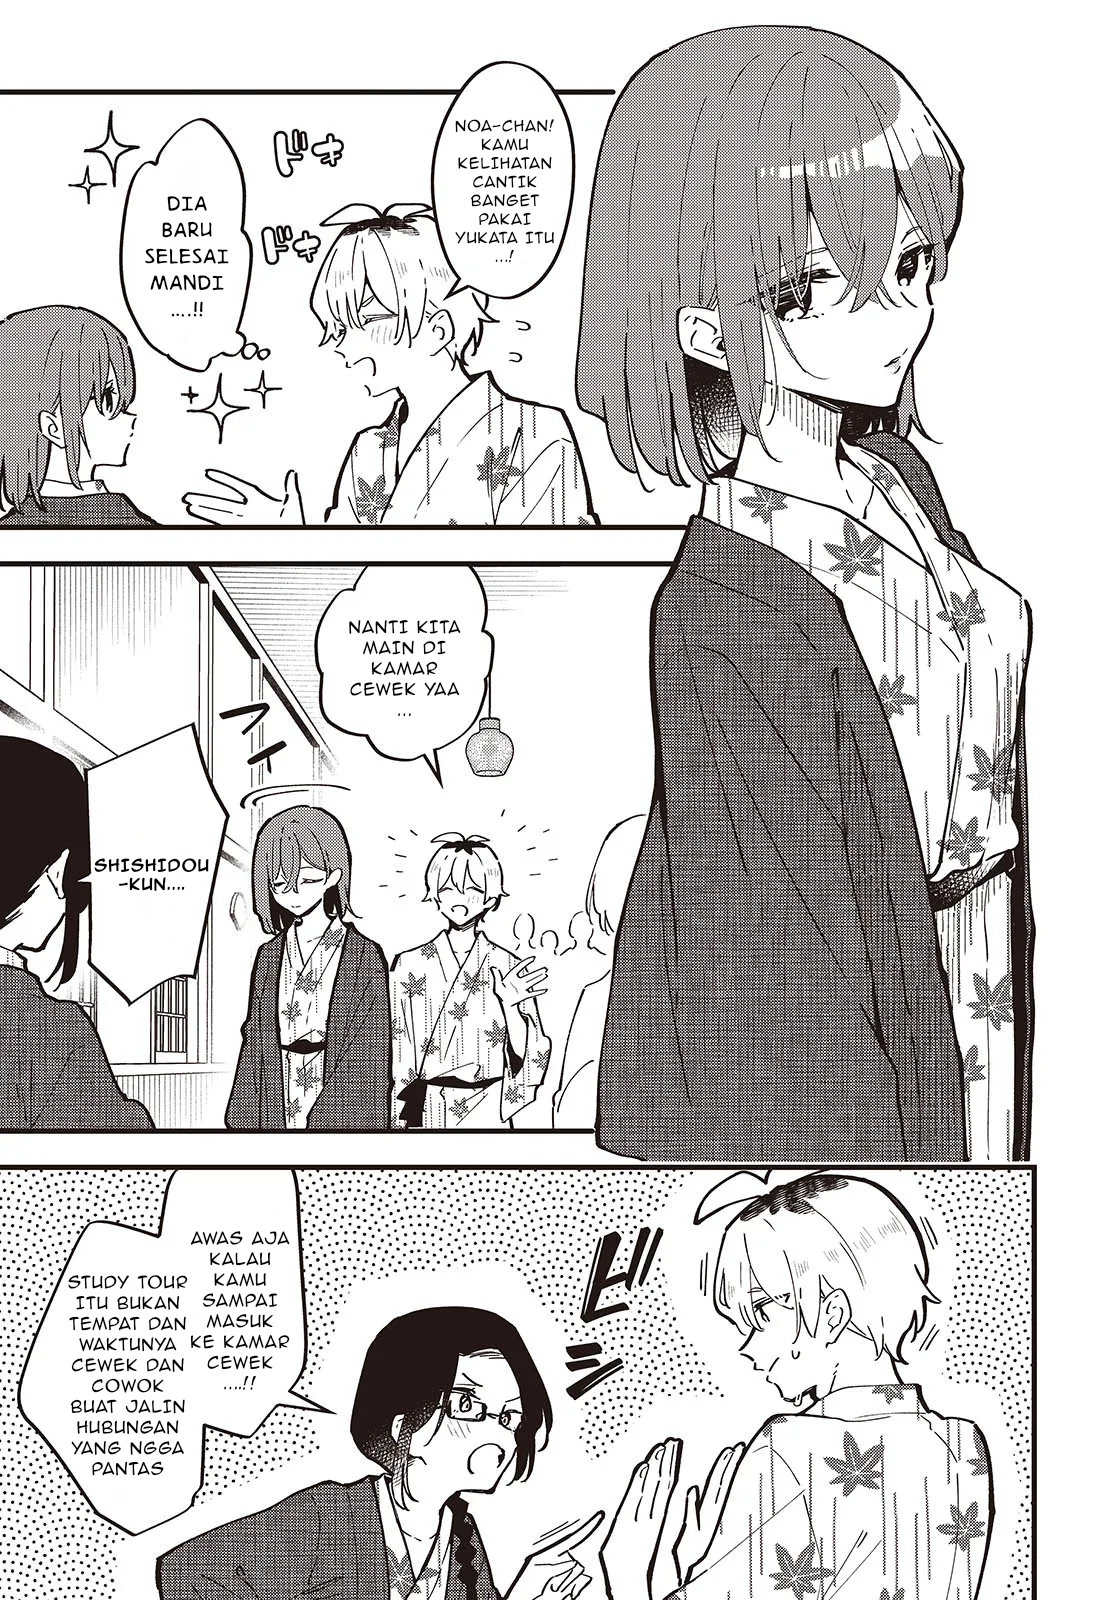 NOA-CHAN!
KAMU
KELIHATAN
CANTIK
BANGET
PAKAI
YUKATA ITU
...!
ドキ
ドキ
DIA
BARU
SELESAI
MANDI
.....!!
NANTI KITA
MAIN DI
KAMAR
CEWEK YAA
...
フイ
SHISHIDOU
-KUN....
AWAS AJA
KALAU
KAMU
SAMPAI
MASUK
KE KAMAR
CEWEK
....!!
STUDY TOUR
ITU BUKAN
TEMPAT DAN
WAKTUNYA
CEWEK DAN
COWOK
BUAT JALIN
HUBUNGAN
YANG NGGA
PANTAS
ビシ